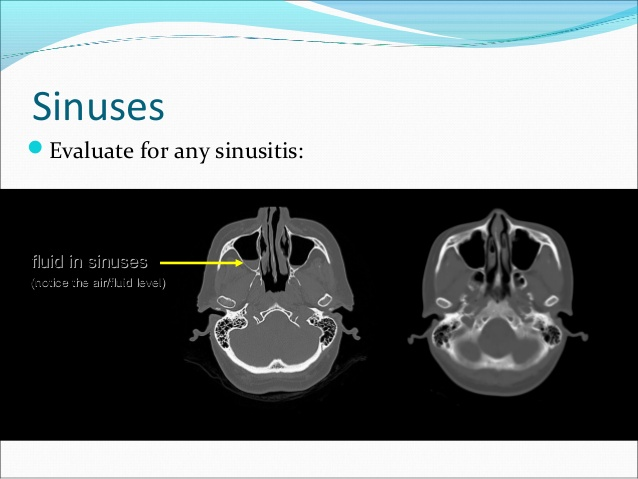 Sinuses
Evaluate for any sinusitis:
fluid in sinuses
(notice the air/fluid level)